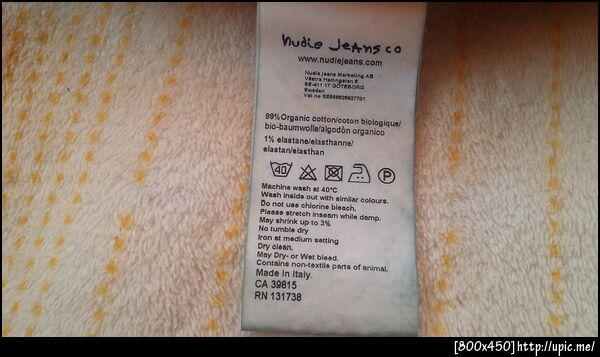 nudie jeans co
www.nudiejeans.com
Nudie Jeans Marketing AB
Västra Hamngatan 6
SE-411 17 GÖTEBORG
Sweden
99%Organic cotton/coton biologique/
bio-baumwolle/algodòn organico
1% elastane/elasthanne/
elastan/elasthan
40 P
Machine wash at 40°C
Wash inside out with similar colours.
Do not use chlorine bleach.
Please stretch inseam while damp.
May shrink up to 3%
No tumble dry
Iron at medium setting
Dry clean.
May Dry- or Wet bleed.
Contains non-textile parts of animal.
Made in Italy.
CA 39815
RN 131738
[800x450]http://upic.me/